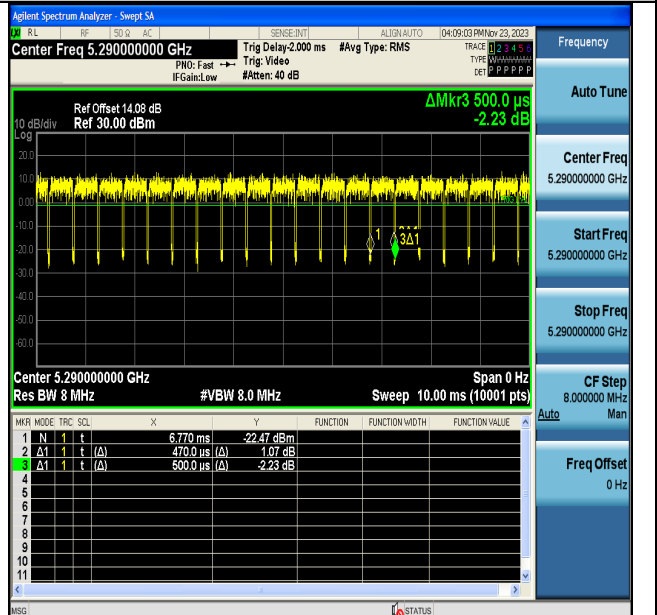 Agilent Spectrum Analyzer - Swept SA
RL RF 50 Ω AC SENSE:INT ALIGN AUTO 04:09:03 PM Nov 23, 2023
Center Freq 5.290000000 GHz
PNO: Fast
IFGain:Low
Trig Delay-2.000 ms
Trig: Video
#Atten: 40 dB
#Avg Type: RMS
TRACE 1 2 3 4 5 6
TYPE
DET P P P P P P
Ref Offset 14.08 dB
Ref 30.00 dBm
10 dB/div
Log
ΔMkr3 500.0 µs
-2.23 dB
20.0
10.0
0.00
-10.0
-20.0
-30.0
-40.0
-50.0
-60.0
1
3Δ1
Center 5.290000000 GHz Span 0 Hz
Res BW 8 MHz #VBW 8.0 MHz Sweep 10.00 ms (10001 pts)
MKR MODE TRC SCL X Y FUNCTION FUNCTION WIDTH FUNCTION VALUE
1 N 1 t 6.770 ms -22.47 dBm
2 Δ1 1 t (Δ) 470.0 µs (Δ) 1.07 dB
3 Δ1 1 t (Δ) 500.0 µs (Δ) -2.23 dB
4
5
6
7
8
9
10
11
MSG STATUS
Frequency
Auto Tune
Center Freq
5.290000000 GHz
Start Freq
5.290000000 GHz
Stop Freq
5.290000000 GHz
CF Step
8.000000 MHz
Auto Man
Freq Offset
0 Hz